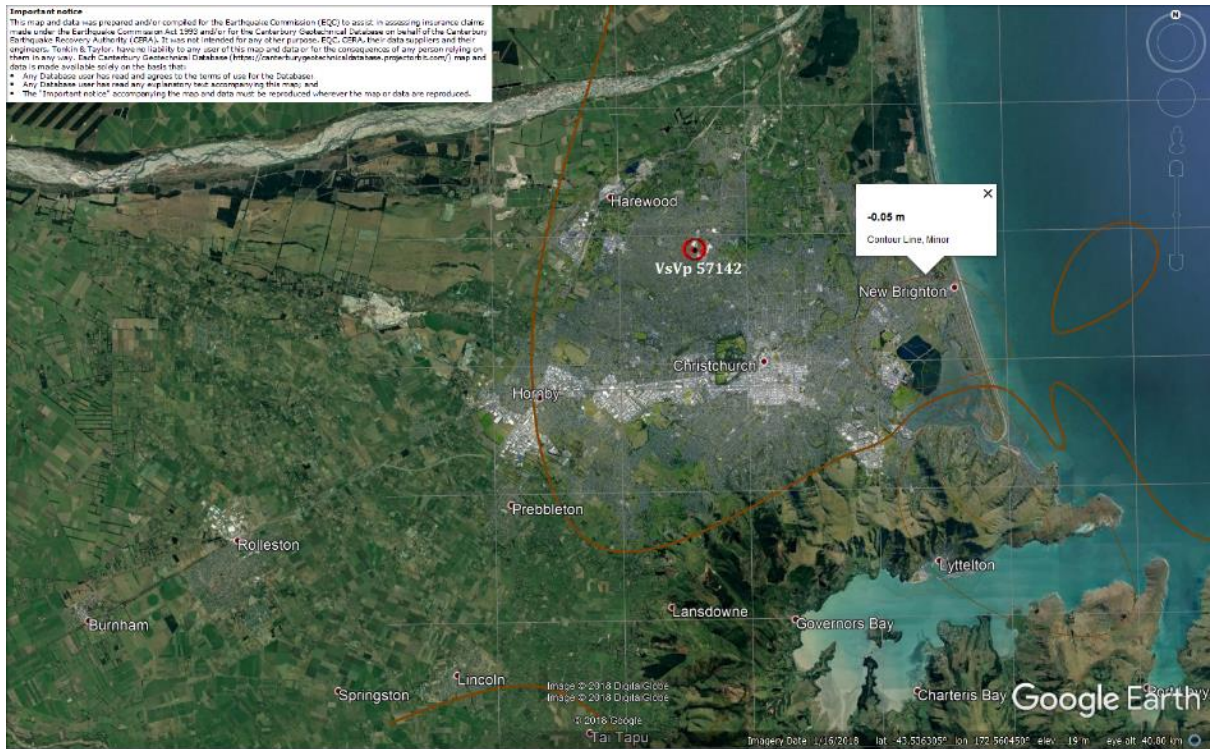 Important notice
This map and data was prepared and/or compiled for the Earthquake Commission (EQC) to assist in assessing insurance claims
made under the Earthquake Commission Act 1993 and/or for the Canterbury Geotechnical Database on behalf of the Canterbury
Earthquake Recovery Authority (CERA). It was not intended for any other purpose. EQC, CERA, their data suppliers and their
engineers, Tonkin & Taylor, have no liability to any user of this map and data or for the consequences of any person relying on
them in any way. Each Canterbury Geotechnical Database (https://canterburygeotechnicaldatabase.projectorbit.com/) map and
data is made available solely on the basis that:
• Any Database user has read and agrees to the terms of use for the Database;
• Any Database user has read any explanatory text accompanying this map; and
• The "Important notice" accompanying the map and data must be reproduced wherever the map or data are reproduced.
N
Harewood
-0.05 m
Contour Line, Minor
VsVp 57142
New Brighton
Christchurch
Hornby
Prebbleton
Rolleston
Lyttelton
Lansdowne
Burnham
Governors Bay
Lincoln
Springston
Image © 2018 DigitalGlobe
Image © 2018 DigitalGlobe
© 2018 Google
Tai Tapu
Charteris Bay
Port Levy
Google Earth
Imagery Date: 1/16/2018 lat -43.536305° lon 172.560450° elev 19 m eye alt 40.80 km